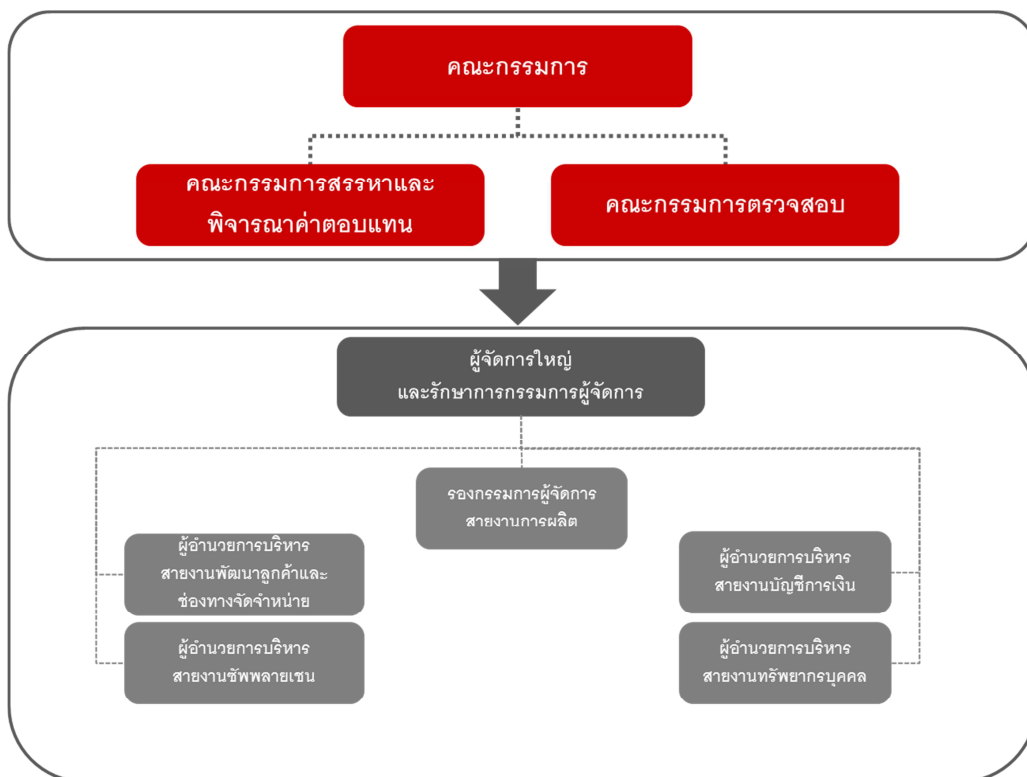 คณะกรรมการ
คณะกรรมการสรรหาและ
พิจารณาค่าตอบแทน
คณะกรรมการตรวจสอบ
ผู้จัดการใหญ่
และรักษาการกรรมการผู้จัดการ
รองกรรมการผู้จัดการ
สายงานการผลิต
ผู้อำนวยการบริหาร
สายงานพัฒนาลูกค้าและ
ช่องทางจัดจำหน่าย
ผู้อำนวยการบริหาร
สายงานบัญชีการเงิน
ผู้อำนวยการบริหาร
สายงานซัพพลายเชน
ผู้อำนวยการบริหาร
สายงานทรัพยากรบุคคล